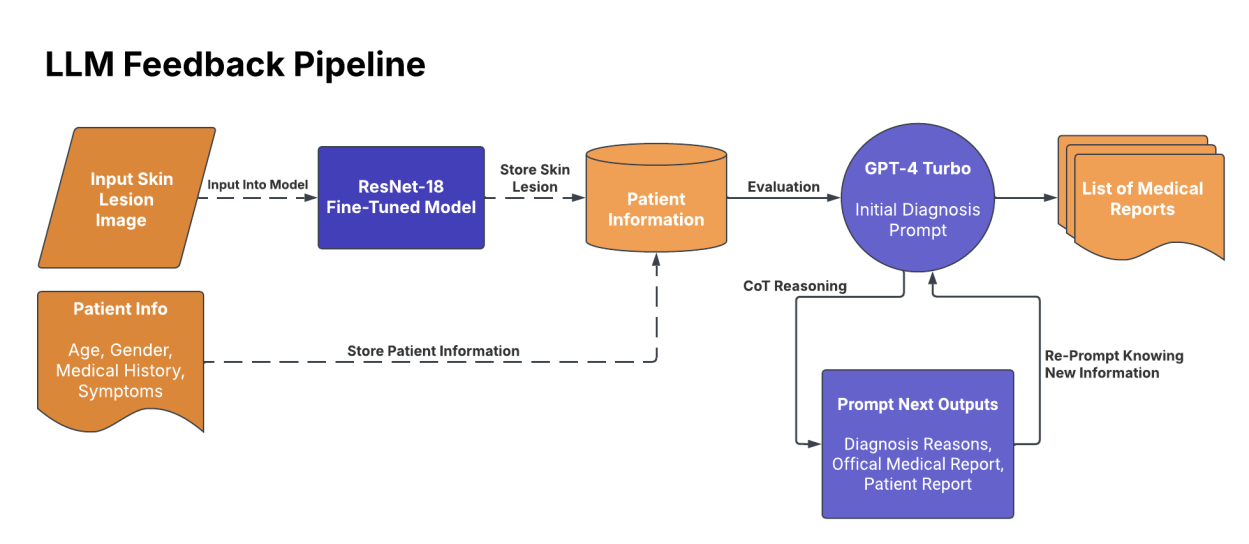 LLM Feedback Pipeline
Input Skin
Lesion
Image
Input Into Model
ResNet-18
Fine-Tuned Model
Store Skin
Lesion
Patient
Information
Evaluation
GPT-4 Turbo
Initial Diagnosis
Prompt
List of Medical
Reports
Patient Info
Age, Gender,
Medical History,
Symptoms
Store Patient Information
CoT Reasoning
Prompt Next Outputs
Diagnosis Reasons,
Offical Medical Report,
Patient Report
Re-Prompt Knowing
New Information